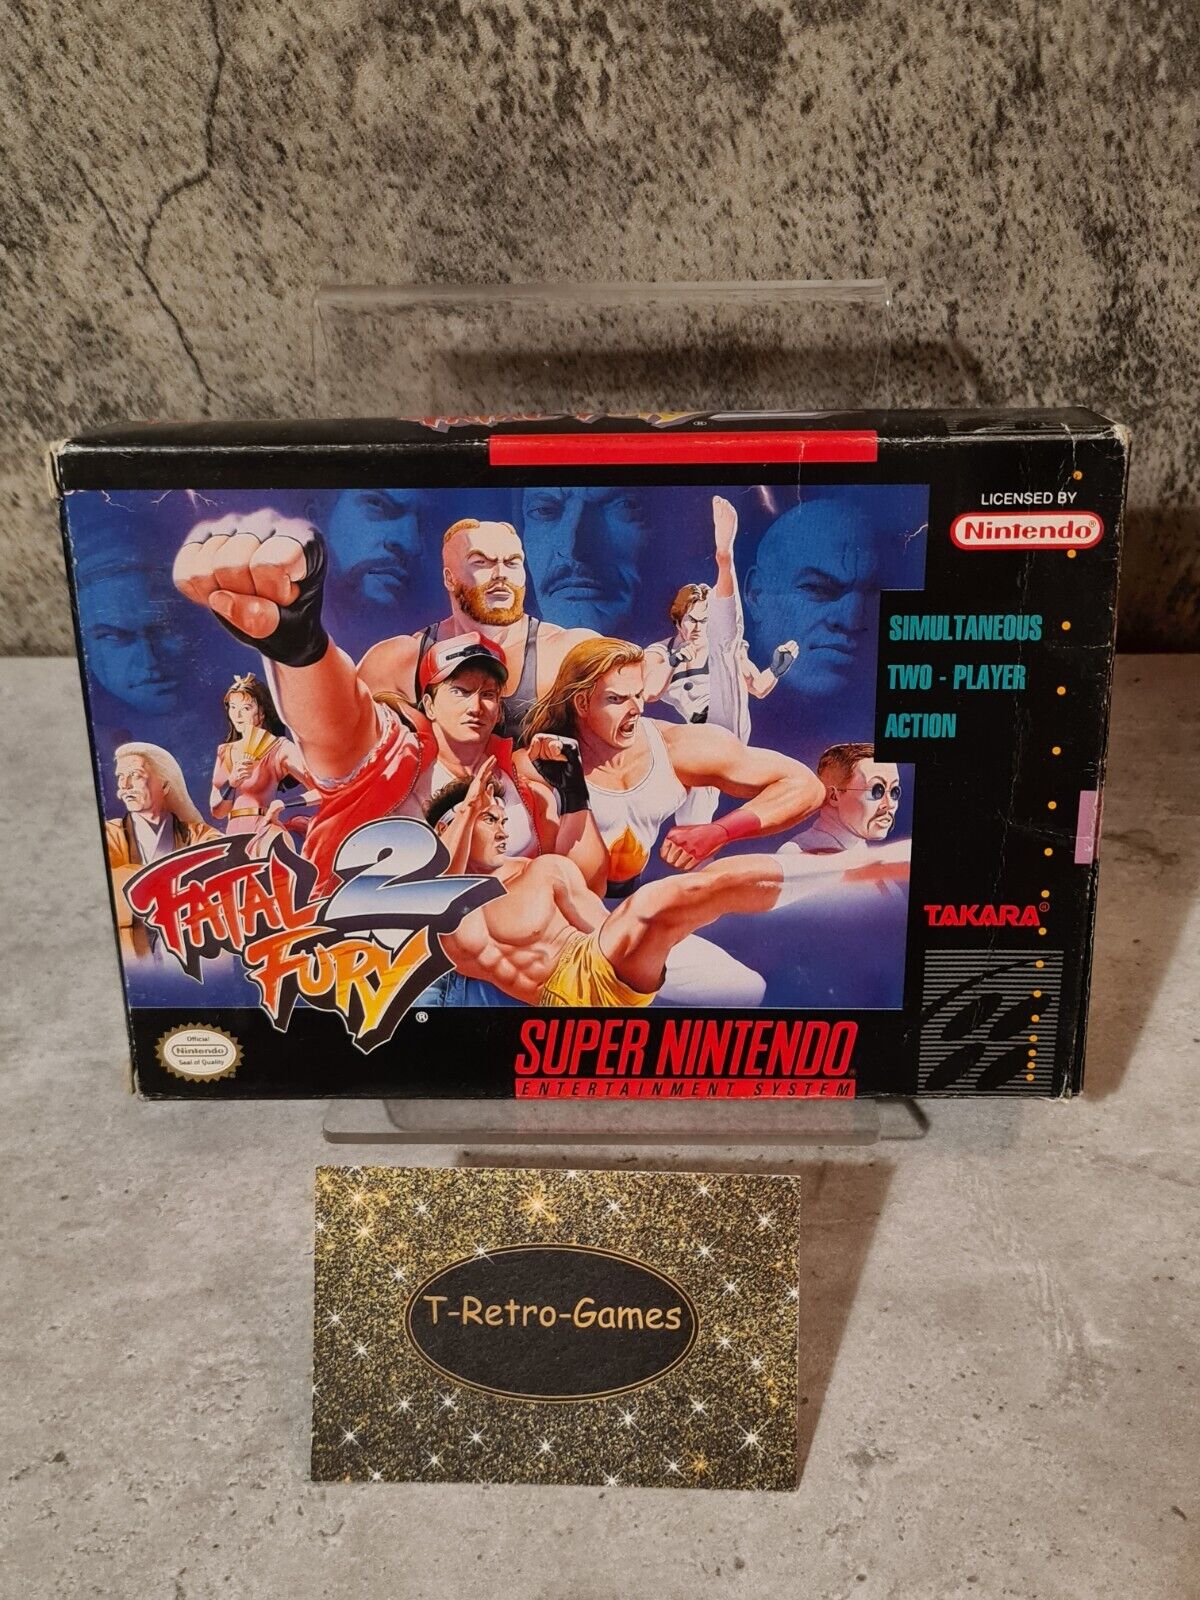 LICENSED BY
Nintendo®
SIMULTANEOUS
TWO - PLAYER
ACTION
FATAL
FURY 2
®
TAKARA®
Official
Nintendo
Seal of Quality
SUPER NINTENDO
ENTERTAINMENT SYSTEM
T-Retro-Games